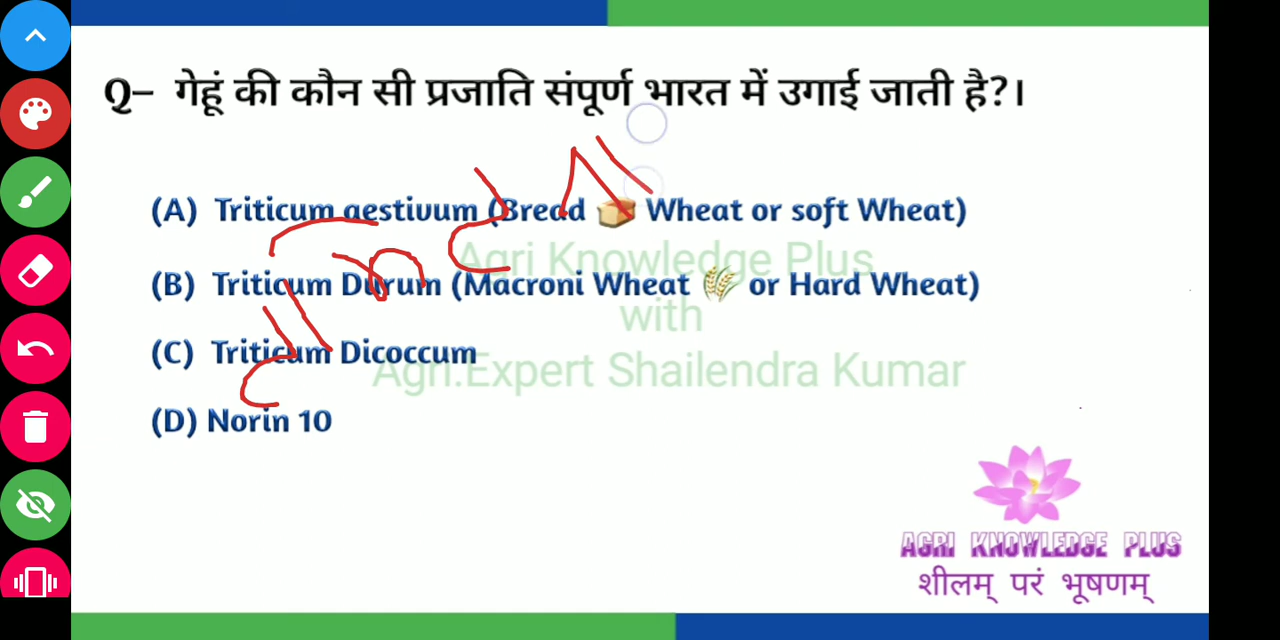 Q– गेहूं की कौन सी प्रजाति संपूर्ण भारत में उगाई जाती है?।
(A) Triticum aestivum (Bread 🍞 Wheat or soft Wheat)
Agri Knowledge Plus
(B) Triticum Durum (Macroni Wheat 🌾 or Hard Wheat)
with
(C) Triticum Dicoccum
Agri.Expert Shailendra Kumar
(D) Norin 10
AGRI KNOWLEDGE PLUS
शीलम् परं भूषणम्